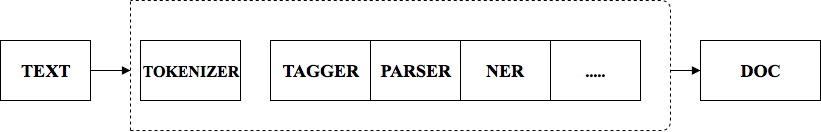 TEXT TOKENIZER TAGGER PARSER NER ..... DOC